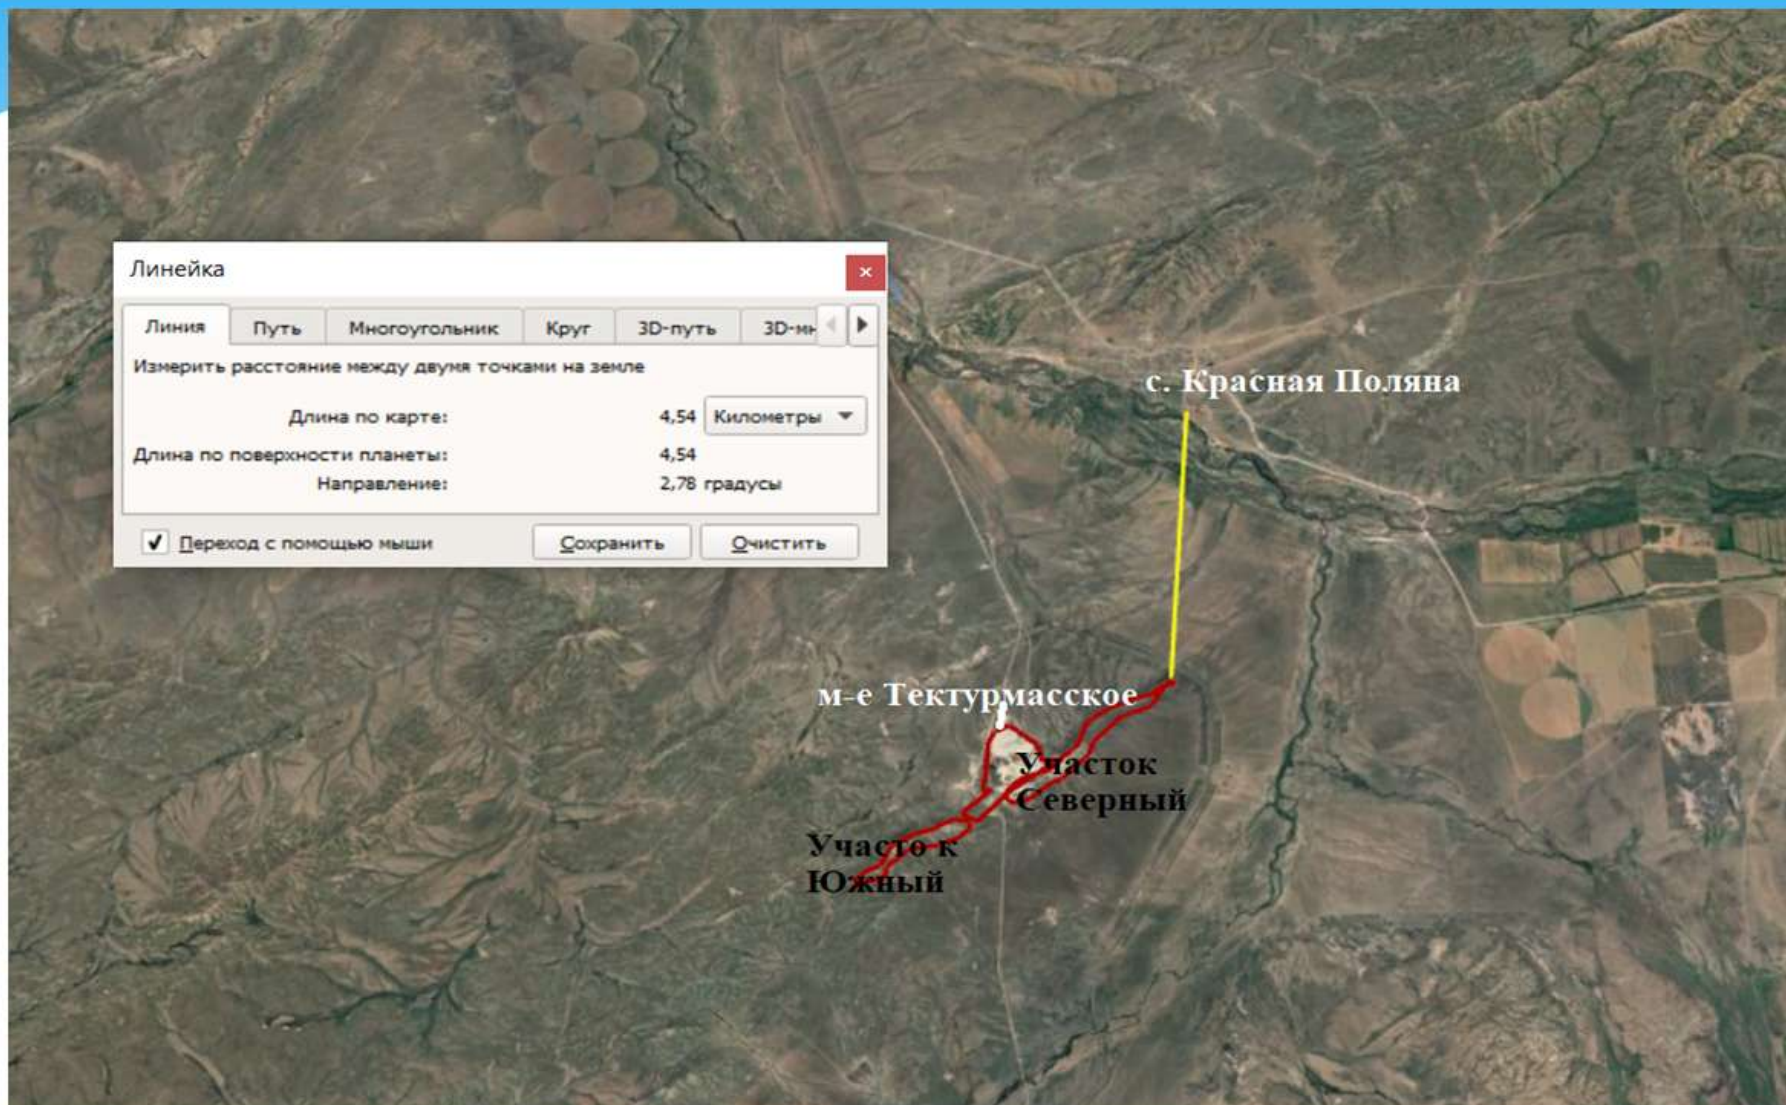 Линейка
Линия Путь Многоугольник Круг 3D-путь 3D-мн
Измерить расстояние между двумя точками на земле
Длина по карте: 4,54 Километры
Длина по поверхности планеты: 4,54
Направление: 2,78 градусы
Переход с помощью мыши Сохранить Очистить
с. Красная Поляна
м-е Тектурмасское
Участок
Северный
Участо к
Южный